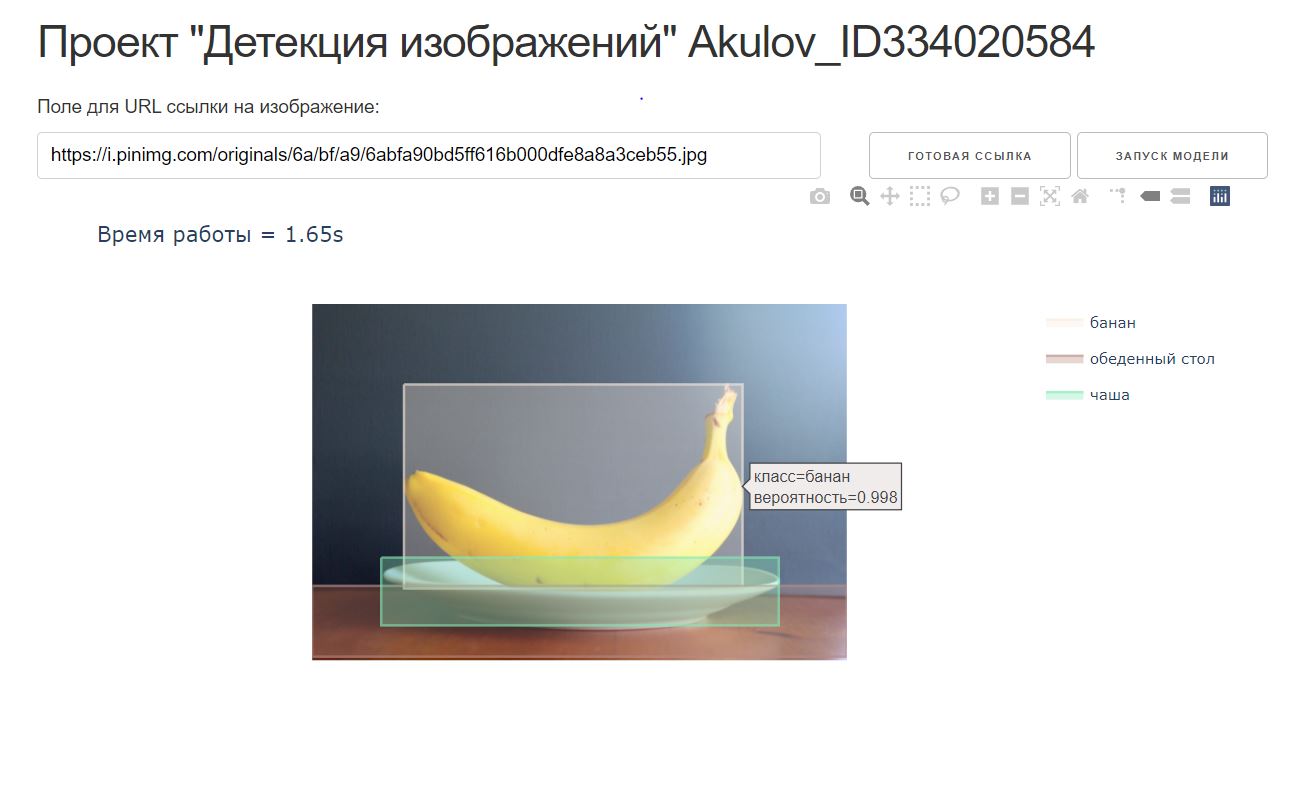 Проект "Детекция изображений" Akulov_ID334020584
Поле для URL ссылки на изображение:
https://i.pinimg.com/originals/6a/bf/a9/6abfa90bd5ff616b000dfe8a8a3ceb55.jpg
ГОТОВАЯ ССЫЛКА
ЗАПУСК МОДЕЛИ
Время работы = 1.65s
банан
обеденный стол
чаша
класс=банан
вероятность=0.998